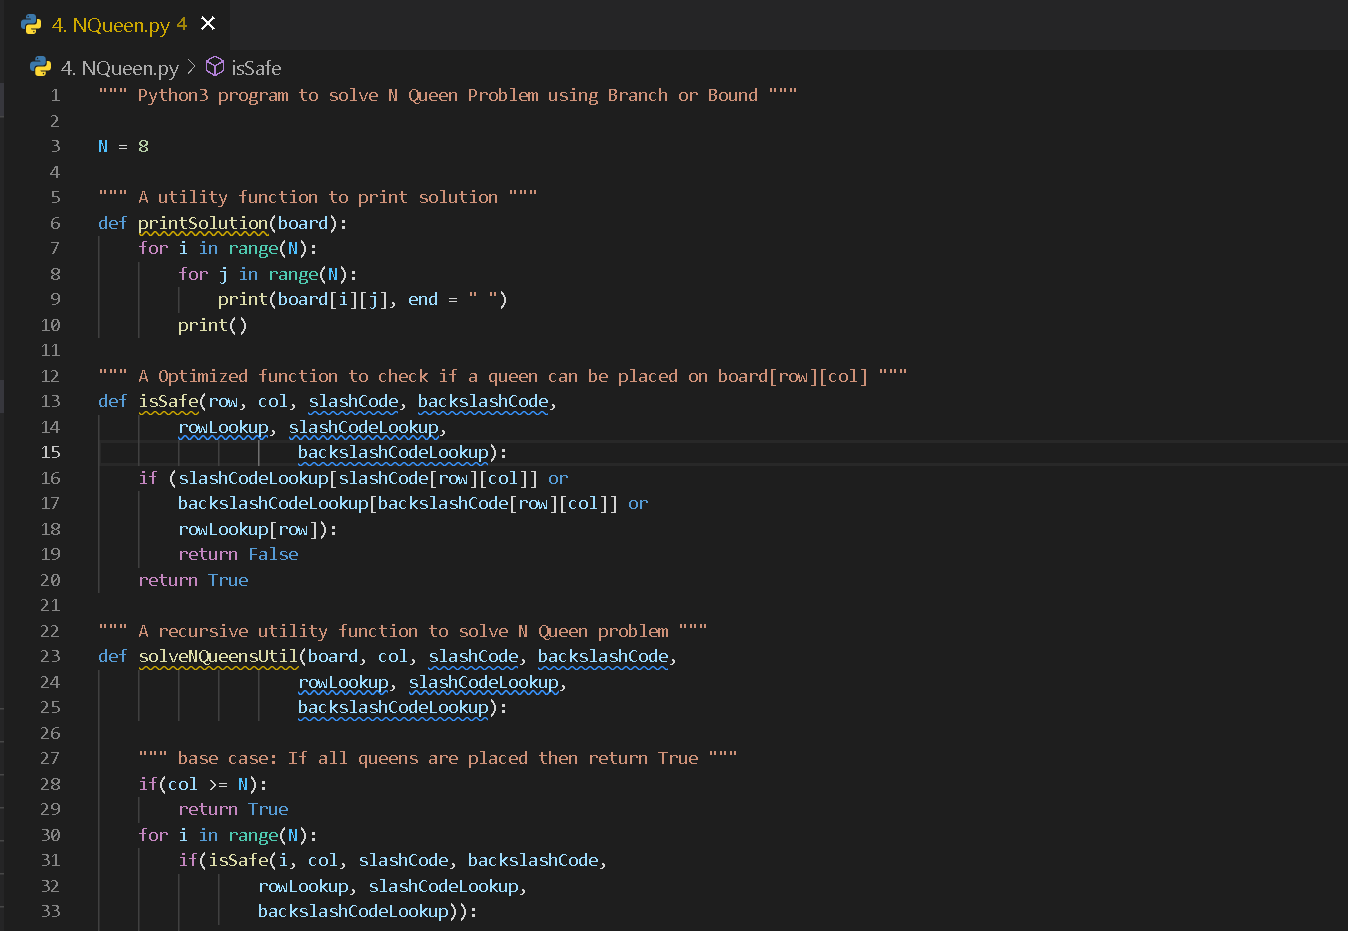 4. NQueen.py 4 ×
4. NQueen.py > isSafe
1 """ Python3 program to solve N Queen Problem using Branch or Bound """
2
3 N = 8
4
5 """ A utility function to print solution """
6 def printSolution(board):
7     for i in range(N):
8         for j in range(N):
9             print(board[i][j], end = " ")
10         print()
11
12 """ A Optimized function to check if a queen can be placed on board[row][col] """
13 def isSafe(row, col, slashCode, backslashCode,
14         rowLookup, slashCodeLookup,
15                     backslashCodeLookup):
16     if (slashCodeLookup[slashCode[row][col]] or
17         backslashCodeLookup[backslashCode[row][col]] or
18         rowLookup[row]):
19         return False
20     return True
21
22 """ A recursive utility function to solve N Queen problem """
23 def solveNQueensUtil(board, col, slashCode, backslashCode,
24                     rowLookup, slashCodeLookup,
25                     backslashCodeLookup):
26
27     """ base case: If all queens are placed then return True """
28     if(col >= N):
29         return True
30     for i in range(N):
31         if(isSafe(i, col, slashCode, backslashCode,
32                 rowLookup, slashCodeLookup,
33                 backslashCodeLookup)):